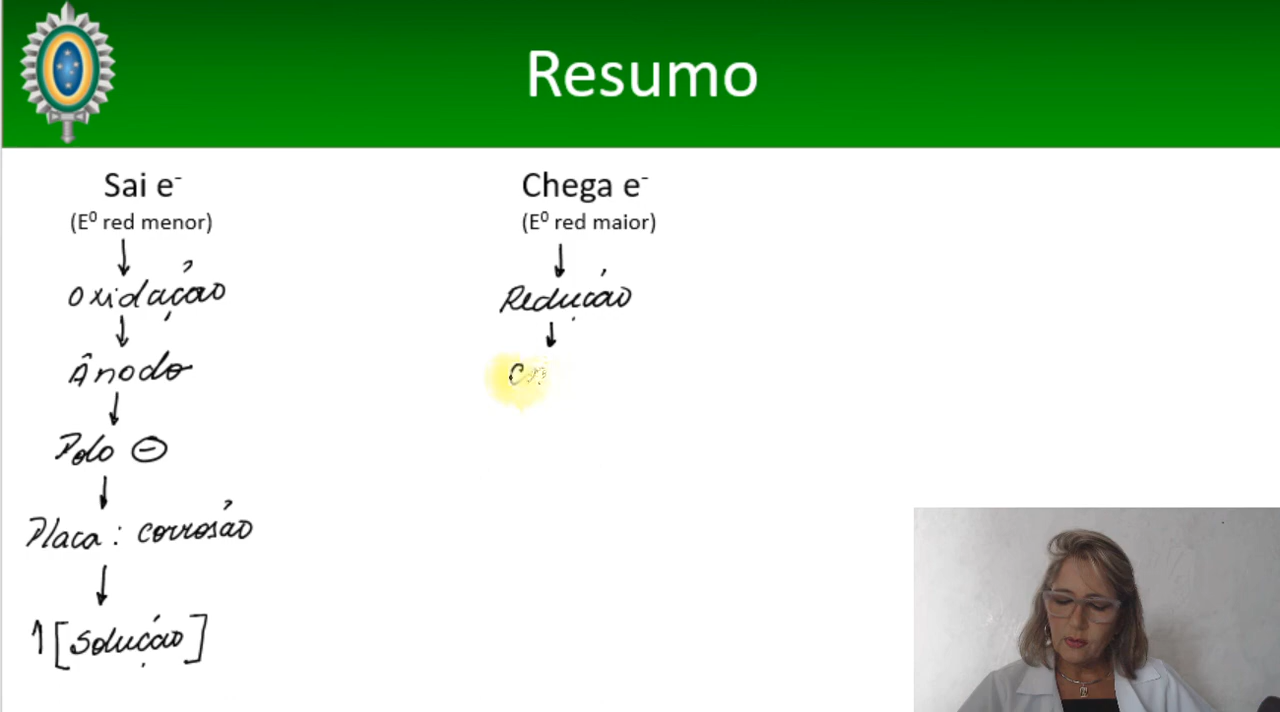 Resumo
Sai e⁻
(E⁰ red menor)
Oxidação
Ânodo
Polo ⊖
Placa : corrosão
↑ [Solução]
Chega e⁻
(E⁰ red maior)
Redução